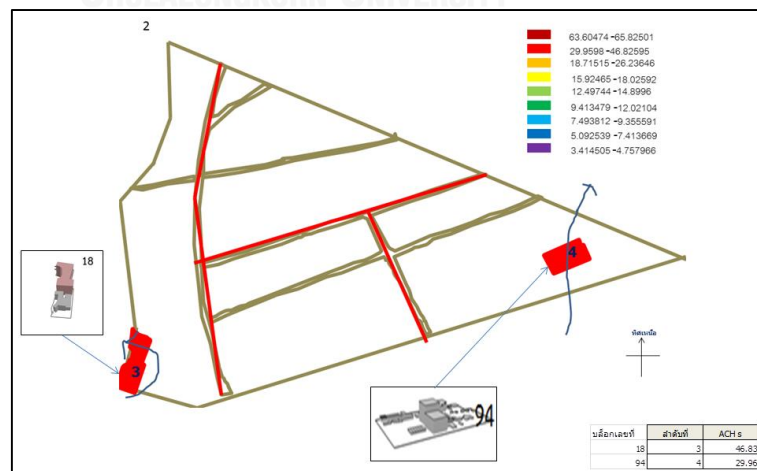 CHULALONGKORN UNIVERSITY
2
63.60474-65.82501
29.9598-46.82595
18.71515-26.23646
15.92465-18.02592
12.49744-14.8996
9.413479-12.02104
7.493812-9.355591
5.092539-7.413669
3.414505-4.757966
18
4
3
94
ทิศเหนือ
บล็อกเลขที่ ลำดับที่ ACH s
18 3 46.83
94 4 29.96